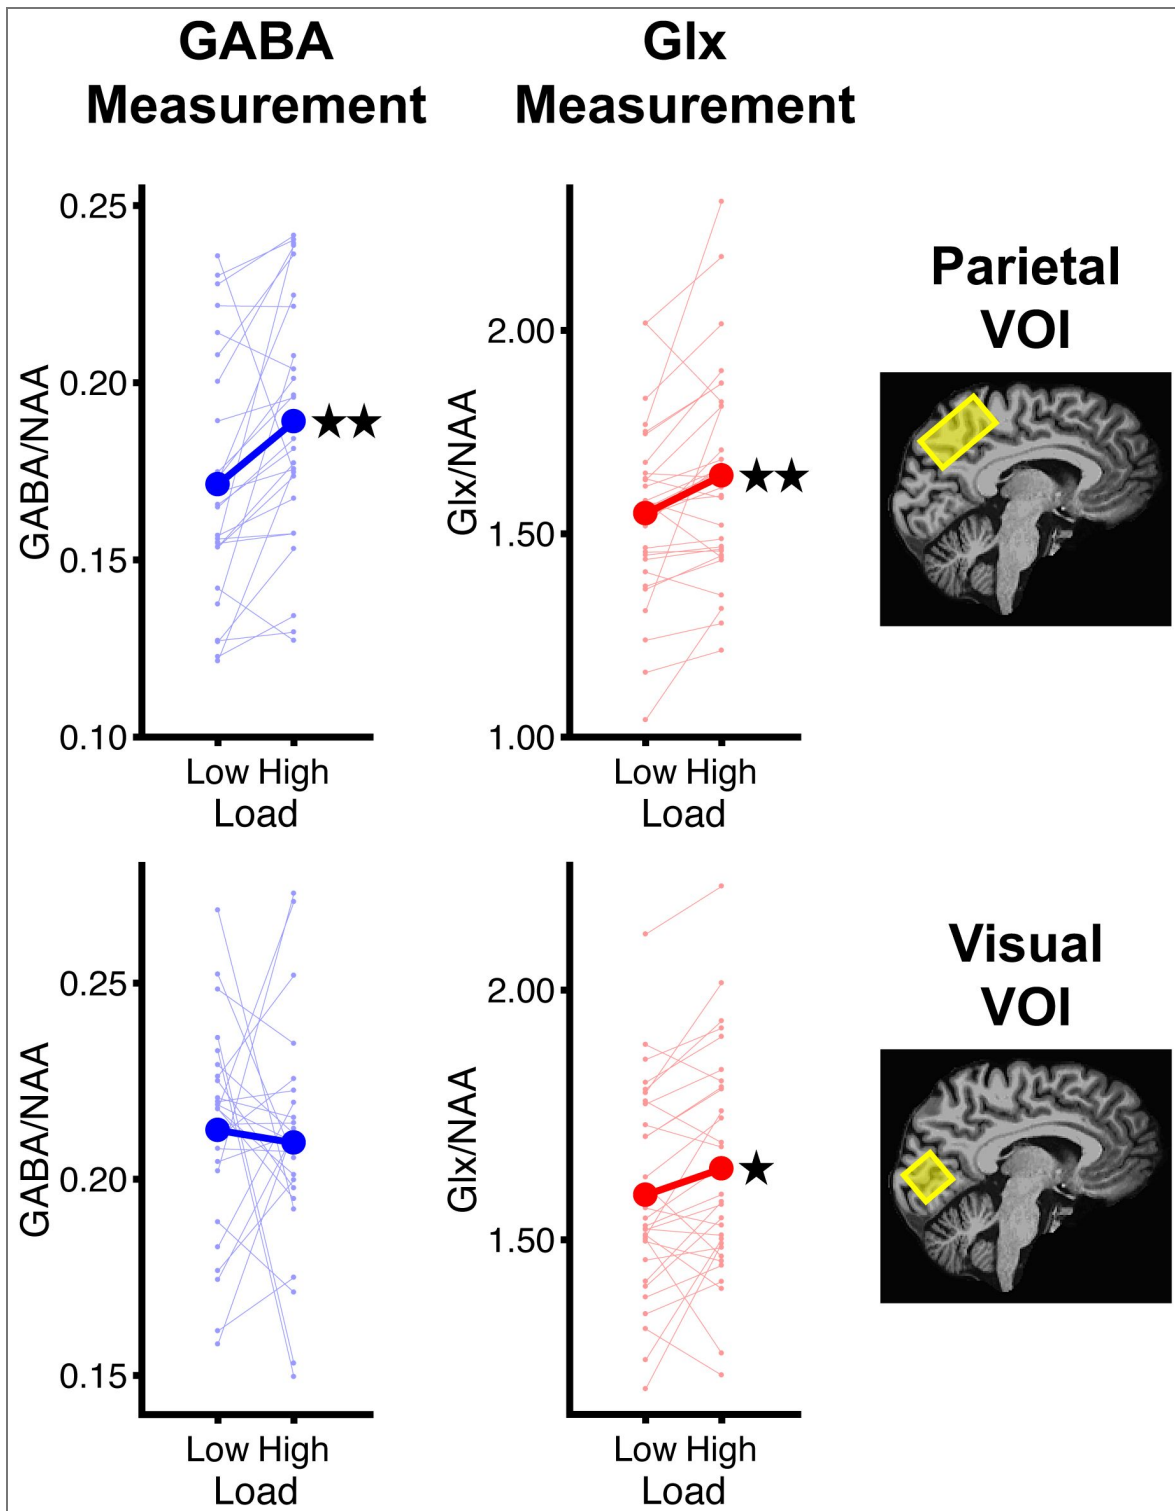 GABA
Measurement
Glx
Measurement
0.25
0.20
0.15
0.10
GABA/NAA
★★
Low High
Load
2.00
1.50
1.00
Glx/NAA
★★
Low High
Load
Parietal
VOI
0.25
0.20
0.15
GABA/NAA
Low High
Load
2.00
1.50
Glx/NAA
★
Low High
Load
Visual
VOI